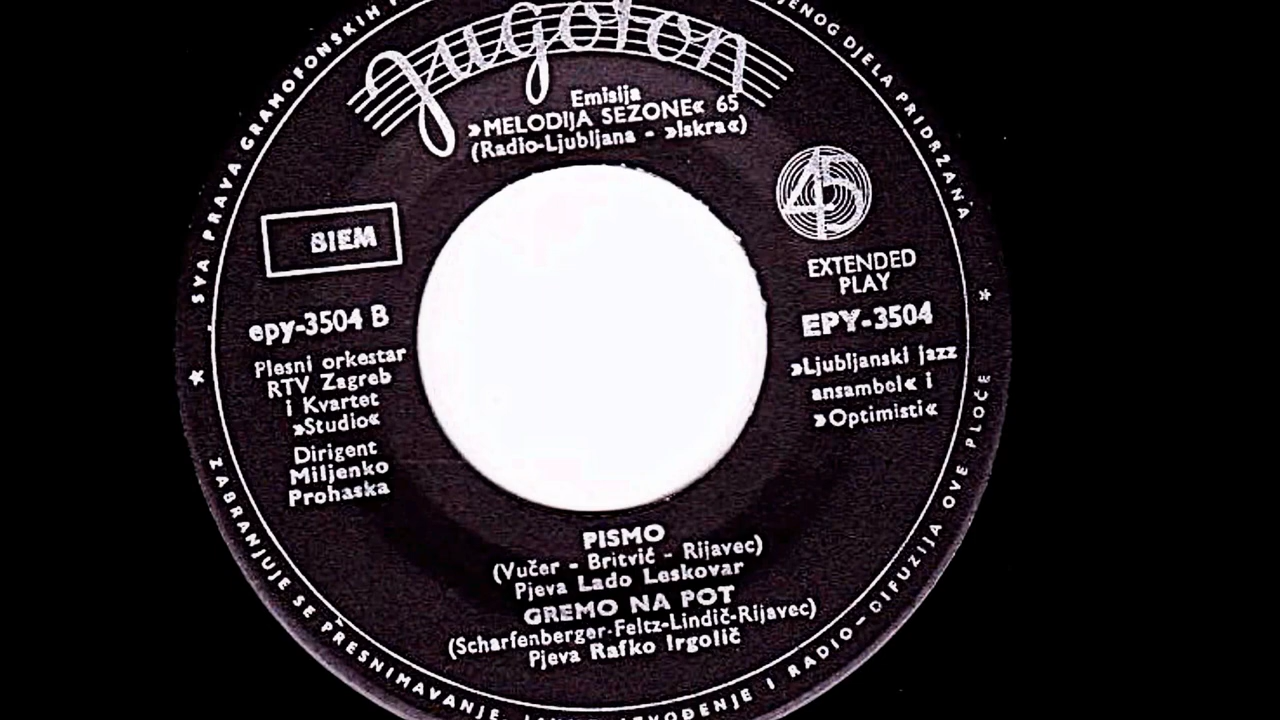 Jugoton
Emisija
»MELODIJA SEZONE« 65
(Radio-Ljubljana - »Iskra«)
45
BIEM
EXTENDED
PLAY
epy-3504 B
EPY-3504
Plesni orkestar
RTV Zagreb
i Kvartet
»Studio«
Dirigent
Miljenko
Prohaska
»Ljubljanski jazz
ansambel« i
»Optimisti«
PISMO
(Vučer - Britvić - Rijavec)
Pjeva Lado Leskovar
GREMO NA POT
(Scharfenberger-Feltz-Lindič-Rijavec)
Pjeva Rafko Irgolič
SVA PRAVA GRAMOFONSKIH
DJELA PRIDRŽANA *
* ZABRANJUJE SE PRESNIMAVANJE,
I RADIO-DIFUZIJA OVE PLOČE